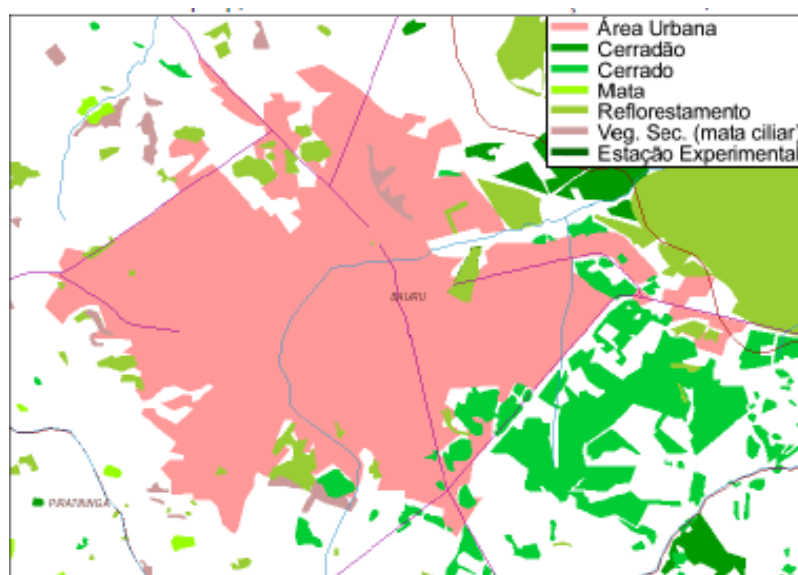 Área Urbana
Cerradão
Cerrado
Mata
Reflorestamento
Veg. Sec. (mata ciliar)
Estação Experimental
BAURU
PIRATININGA